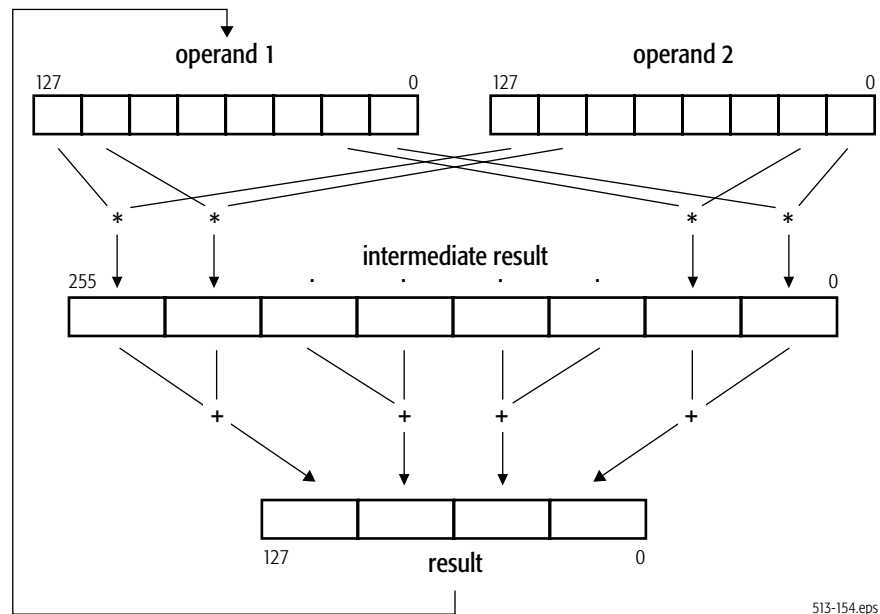 operand 1 operand 2
127 0 127 0
* * * *
intermediate result
255 . . . . 0
+ + + +
127 result 0
513-154.eps